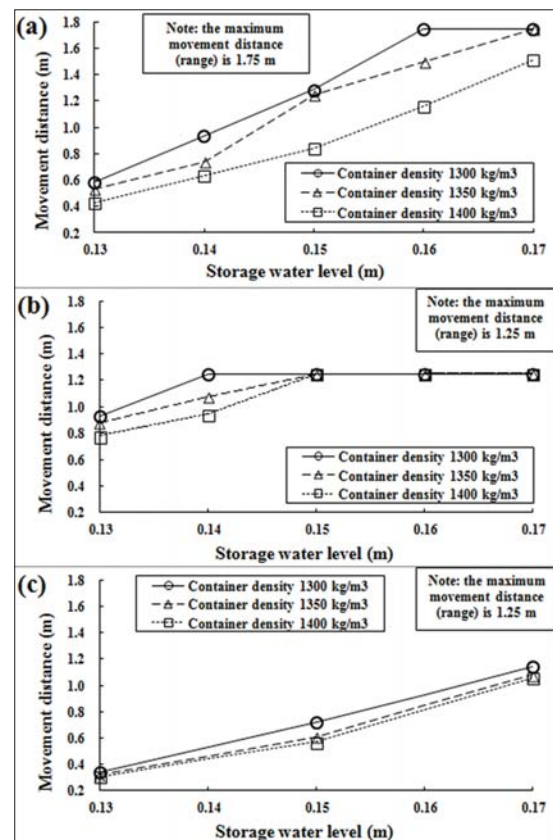 (a)
Note: the maximum
movement distance
(range) is 1.75 m
Movement distance (m)
1.8
1.6
1.4
1.2
1.0
0.8
0.6
0.4
0.2
Container density 1300 kg/m3
Container density 1350 kg/m3
Container density 1400 kg/m3
0.13 0.14 0.15 0.16 0.17
Storage water level (m)
(b)
Note: the maximum
movement distance
(range) is 1.25 m
Movement distance (m)
1.8
1.6
1.4
1.2
1.0
0.8
0.6
0.4
0.2
Container density 1300 kg/m3
Container density 1350 kg/m3
Container density 1400 kg/m3
0.13 0.14 0.15 0.16 0.17
Storage water level (m)
(c)
Container density 1300 kg/m3
Container density 1350 kg/m3
Container density 1400 kg/m3
Note: the maximum
movement distance
(range) is 1.25 m
Movement distance (m)
1.8
1.6
1.4
1.2
1.0
0.8
0.6
0.4
0.2
0.13 0.14 0.15 0.16 0.17
Storage water level (m)